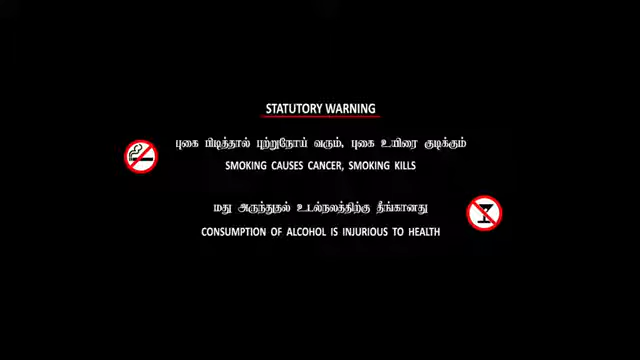 STATUTORY WARNING
புகை பிடித்தால் புற்றுநோய் வரும், புகை உயிரை குடிக்கும்
SMOKING CAUSES CANCER, SMOKING KILLS
மது அருந்துதல் உடல்நலத்திற்கு தீங்கானது
CONSUMPTION OF ALCOHOL IS INJURIOUS TO HEALTH